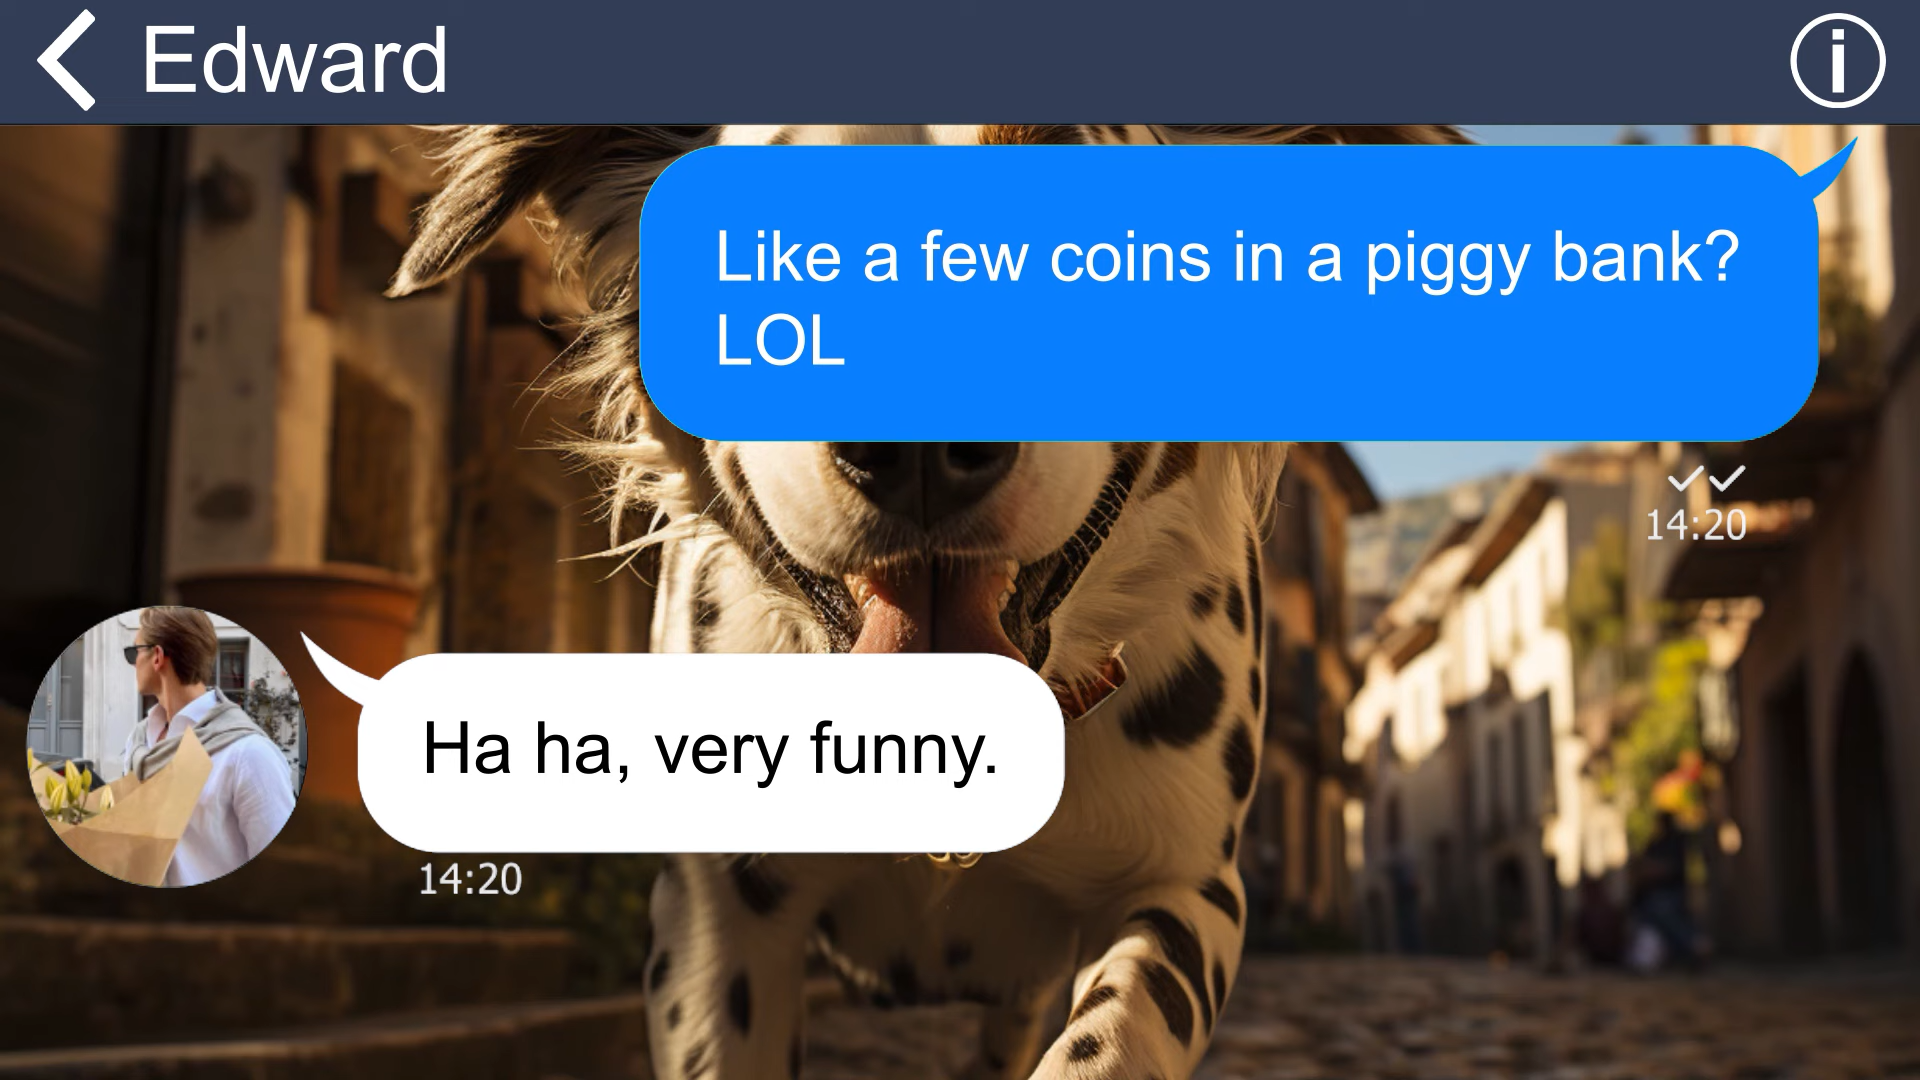 Edward
Like a few coins in a piggy bank?
LOL
14:20
Ha ha, very funny.
14:20